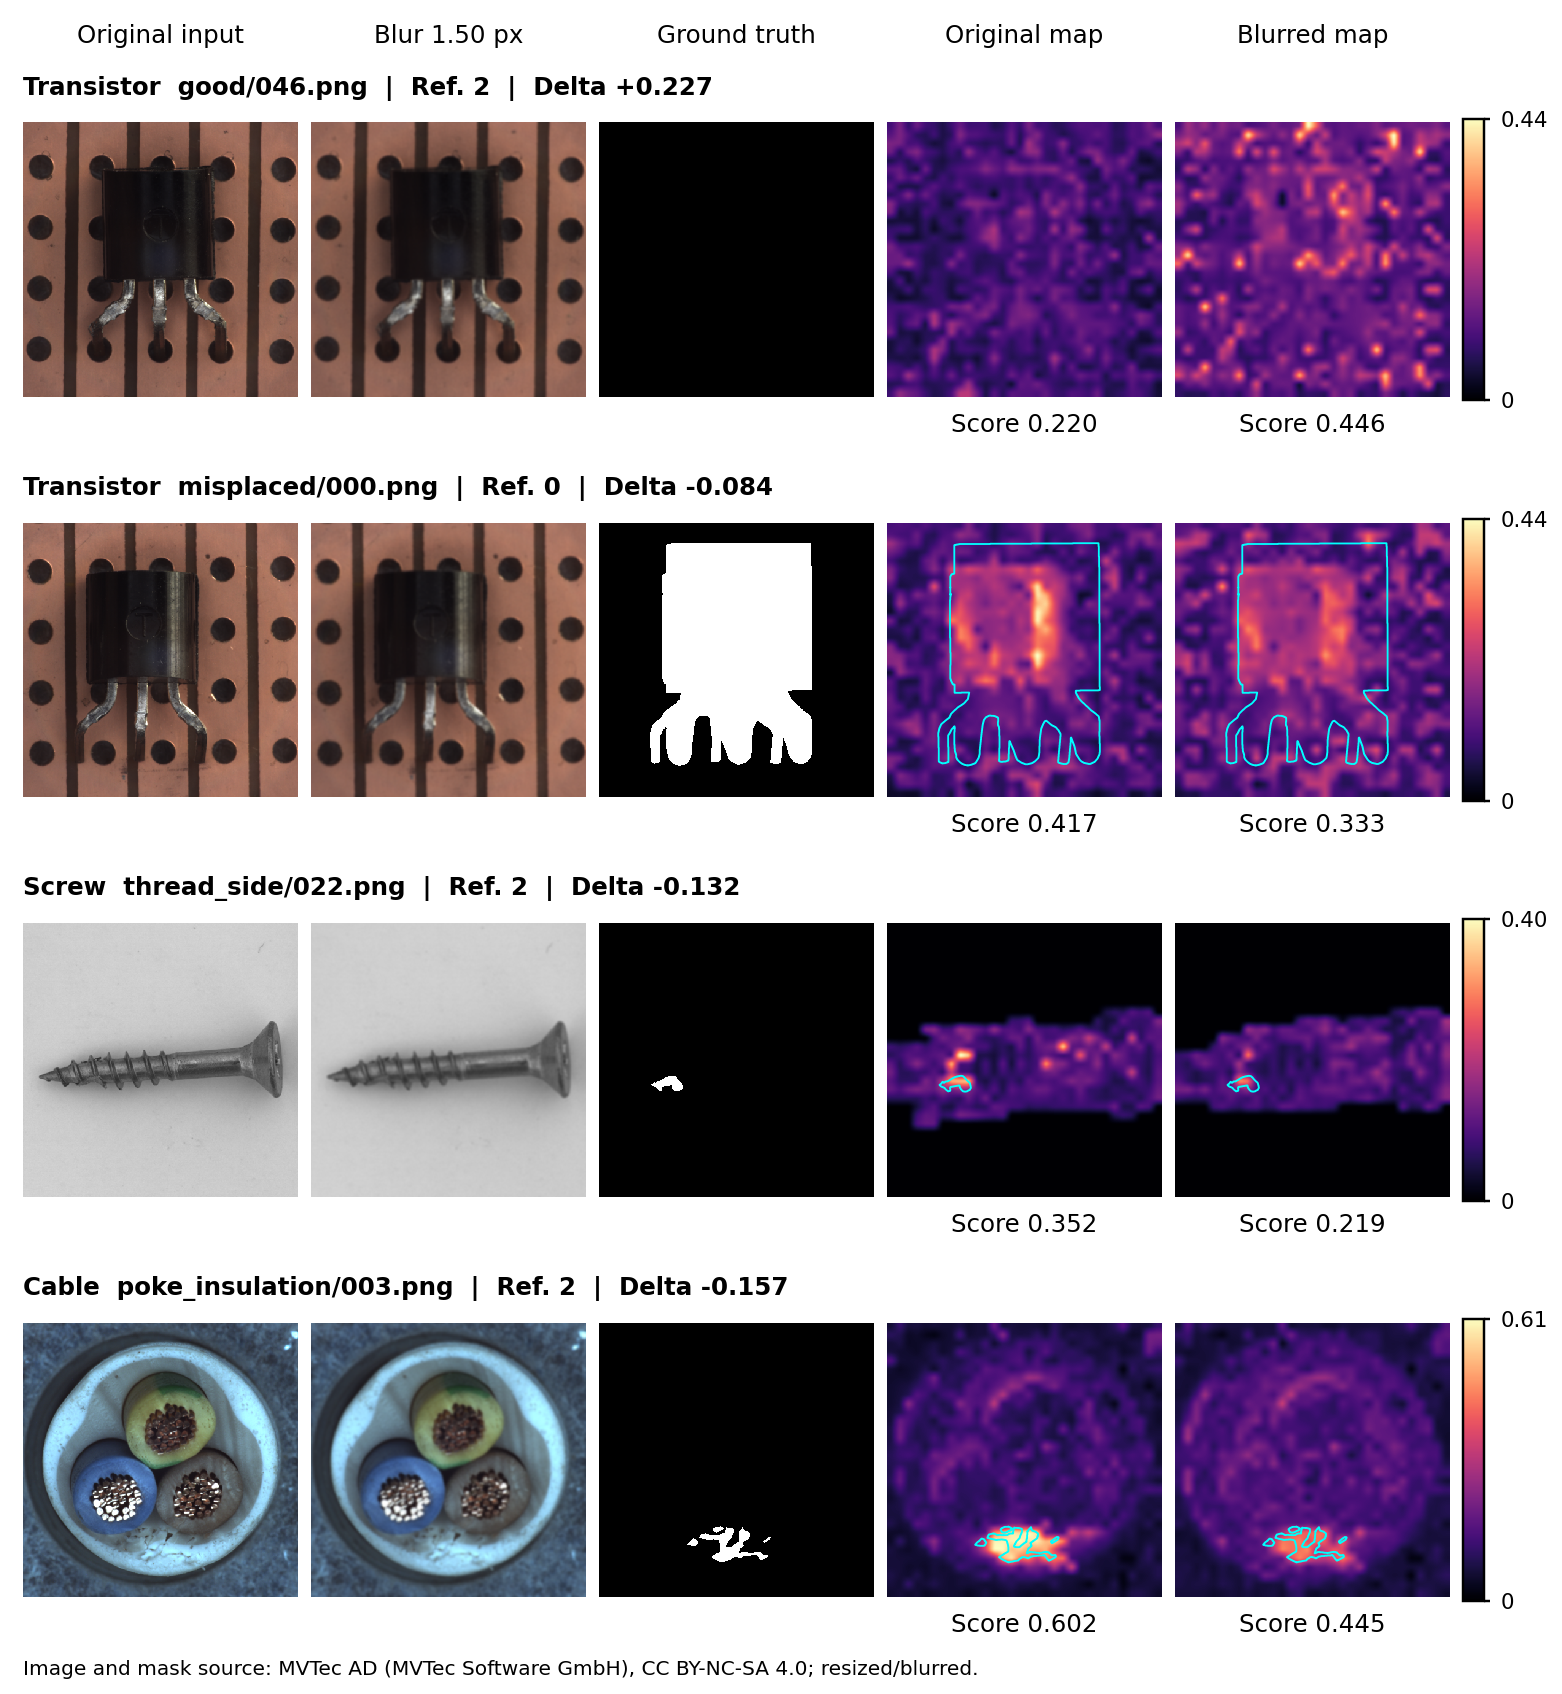 Original input Blur 1.50 px Ground truth Original map Blurred map
Transistor good/046.png | Ref. 2 | Delta +0.227
0.44
0
Score 0.220 Score 0.446
Transistor misplaced/000.png | Ref. 0 | Delta -0.084
0.44
0
Score 0.417 Score 0.333
Screw thread_side/022.png | Ref. 2 | Delta -0.132
0.40
0
Score 0.352 Score 0.219
Cable poke_insulation/003.png | Ref. 2 | Delta -0.157
0.61
0
Score 0.602 Score 0.445
Image and mask source: MVTec AD (MVTec Software GmbH), CC BY-NC-SA 4.0; resized/blurred.